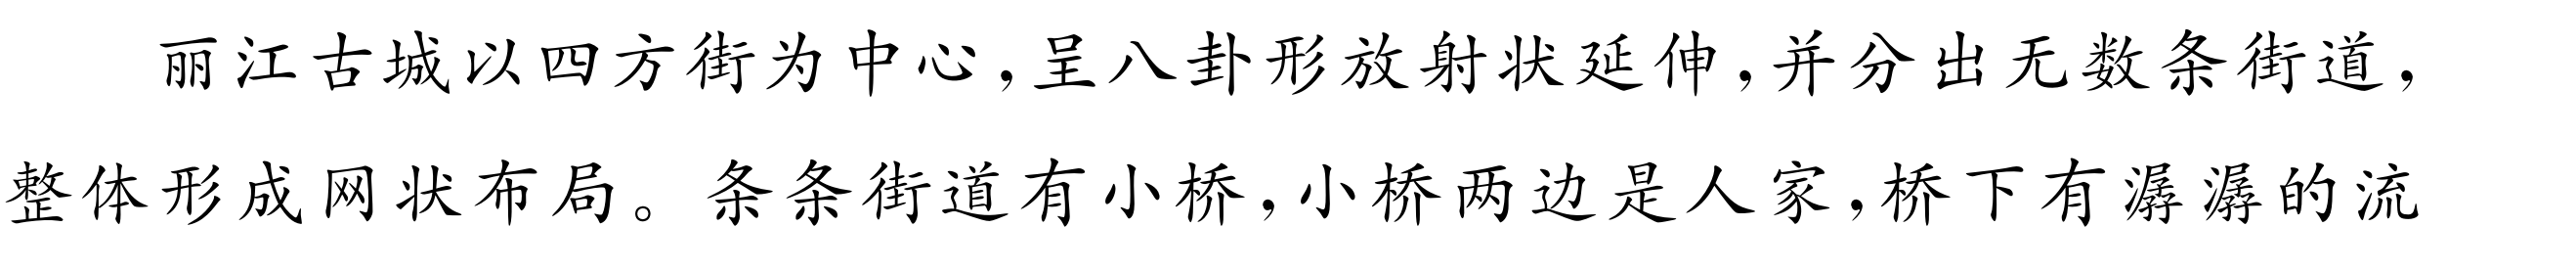 丽江古城以四方街为中心，呈八卦形放射状延伸，并分出无数条街道，
整体形成网状布局。条条街道有小桥，小桥两边是人家，桥下有潺潺的流